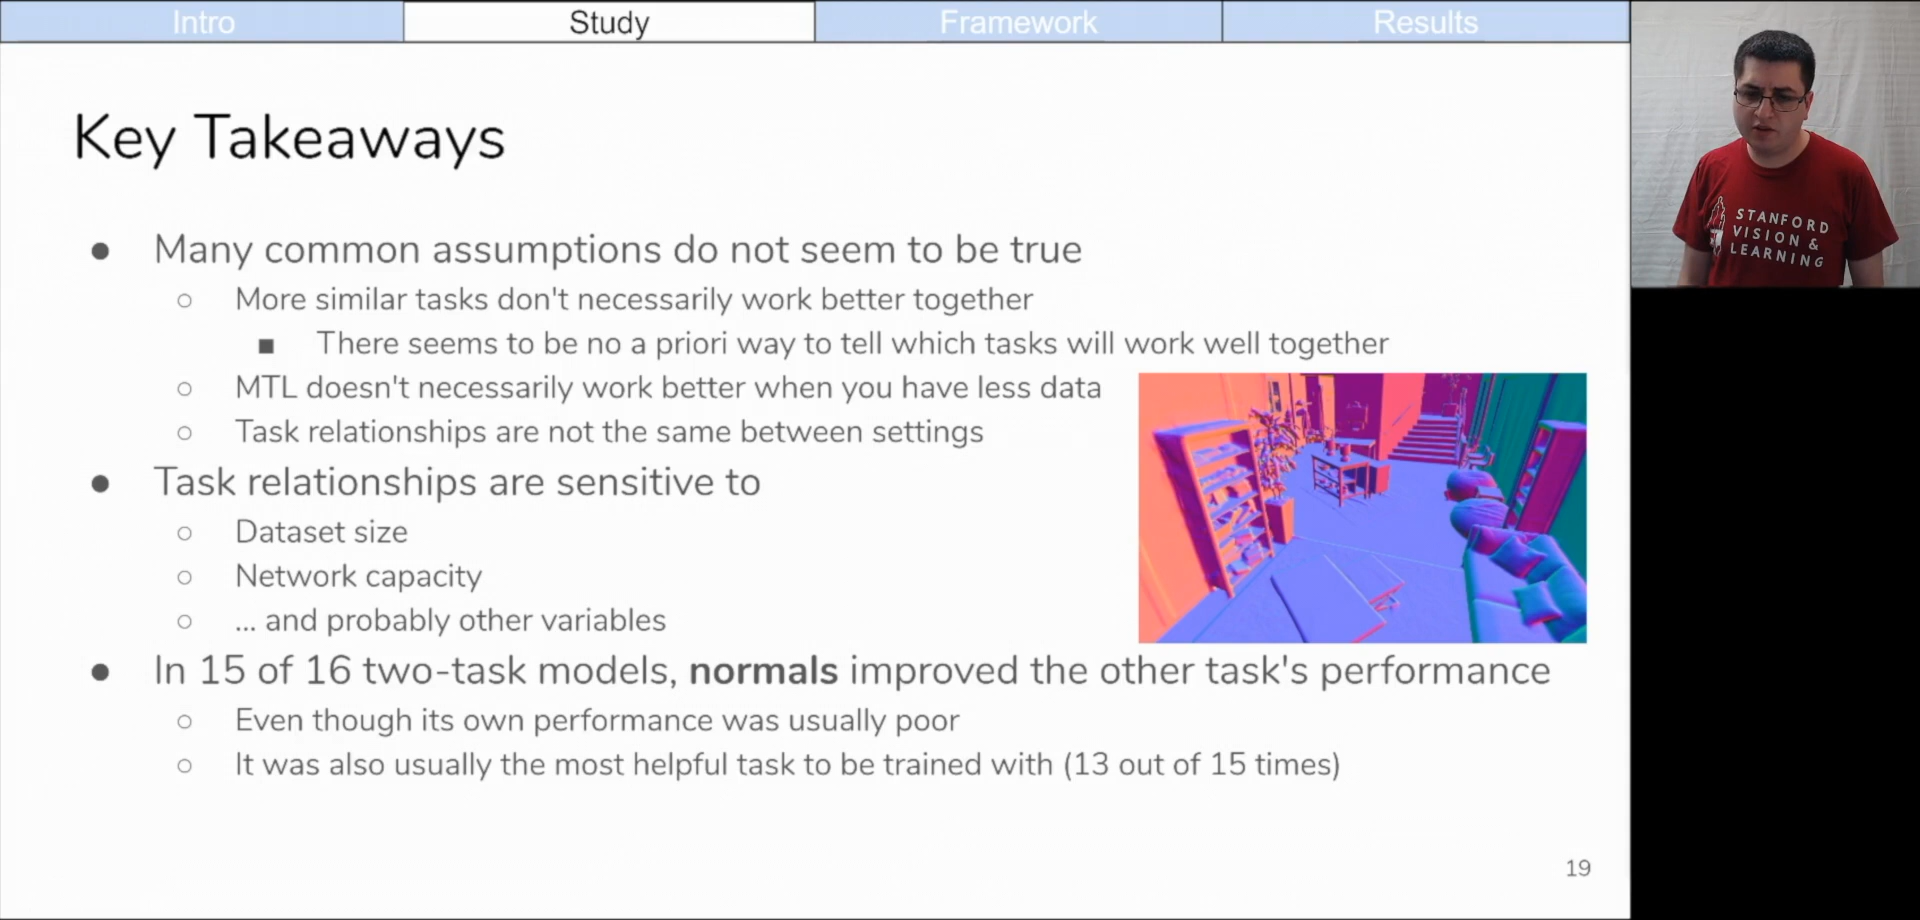 Intro
Study
Framework
Results
Key Takeaways
● Many common assumptions do not seem to be true
○ More similar tasks don't necessarily work better together
■ There seems to be no a priori way to tell which tasks will work well together
○ MTL doesn't necessarily work better when you have less data
○ Task relationships are not the same between settings
● Task relationships are sensitive to
○ Dataset size
○ Network capacity
○ ... and probably other variables
● In 15 of 16 two-task models, normals improved the other task's performance
○ Even though its own performance was usually poor
○ It was also usually the most helpful task to be trained with (13 out of 15 times)
19
STANFORD
VISION &
LEARNING